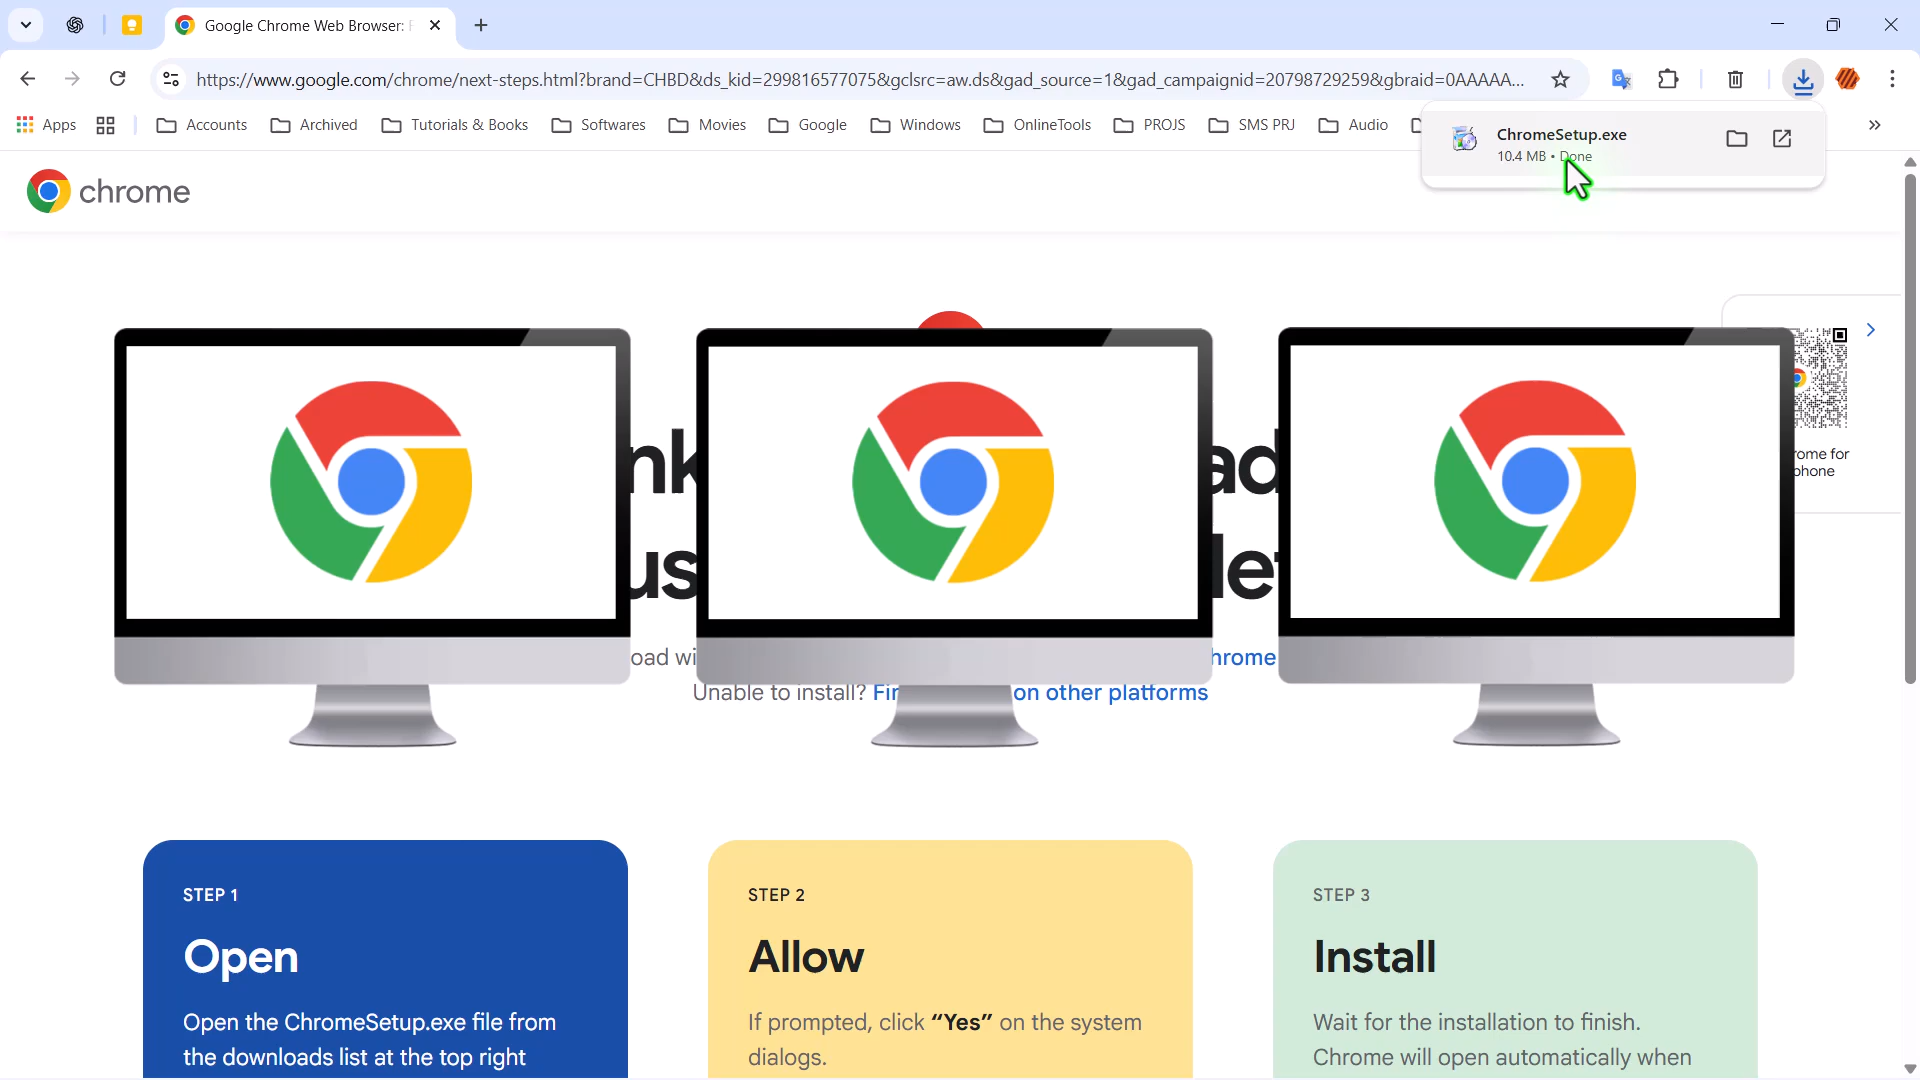 Google Chrome Web Browser:
https://www.google.com/chrome/next-steps.html?brand=CHBD&ds_kid=299816577075&gclsrc=aw.ds&gad_source=1&gad_campaignid=20798729259&gbraid=0AAAAA...
Apps Accounts Archived Tutorials & Books Softwares Movies Google Windows OnlineTools PROJS SMS PRJ Audio »
ChromeSetup.exe
10.4 MB • Done
chrome
rome for
phone
nk ad
us let
oad wi hrome
Unable to install? Fir on other platforms
STEP 1
Open
Open the ChromeSetup.exe file from
the downloads list at the top right
STEP 2
Allow
If prompted, click “Yes” on the system
dialogs.
STEP 3
Install
Wait for the installation to finish.
Chrome will open automatically when